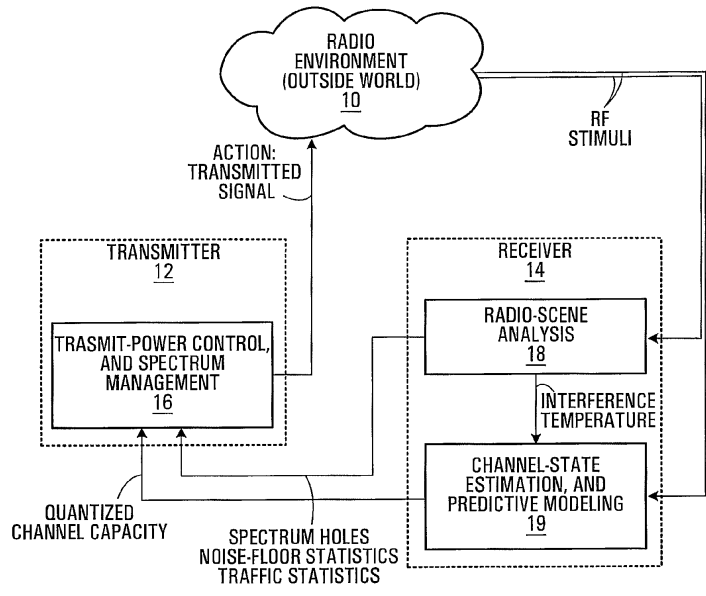 RADIO
ENVIRONMENT
(OUTSIDE WORLD)
10
RF
STIMULI
ACTION:
TRANSMITTED
SIGNAL
TRANSMITTER
12
RECEIVER
14
TRASMIT-POWER CONTROL,
AND SPECTRUM
MANAGEMENT
16
RADIO-SCENE
ANALYSIS
18
INTERFERENCE
TEMPERATURE
CHANNEL-STATE
ESTIMATION, AND
PREDICTIVE MODELING
19
QUANTIZED
CHANNEL CAPACITY
SPECTRUM HOLES
NOISE-FLOOR STATISTICS
TRAFFIC STATISTICS